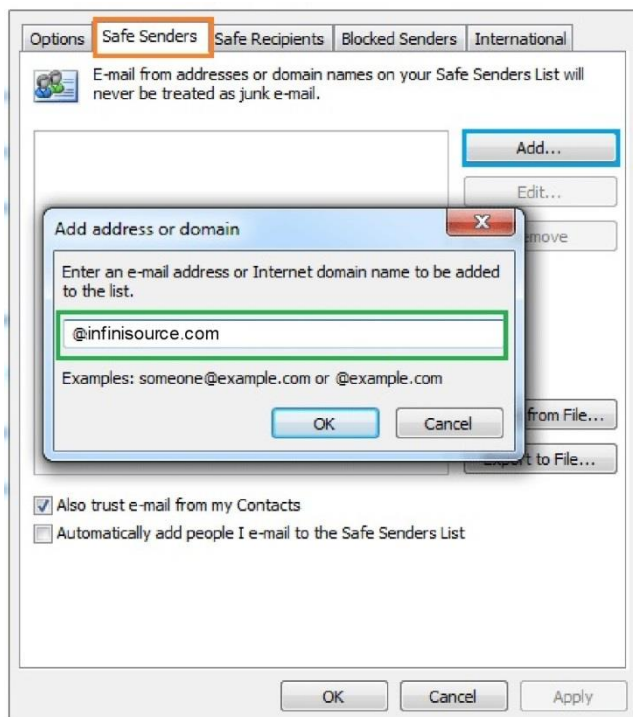 Options Safe Senders Safe Recipients Blocked Senders International
E-mail from addresses or domain names on your Safe Senders List will
never be treated as junk e-mail.
Add...
Edit...
emove
Add address or domain
Enter an e-mail address or Internet domain name to be added
to the list.
@infinisource.com
Examples: someone@example.com or @example.com
OK Cancel
from File...
Export to File...
Also trust e-mail from my Contacts
Automatically add people I e-mail to the Safe Senders List
OK Cancel Apply